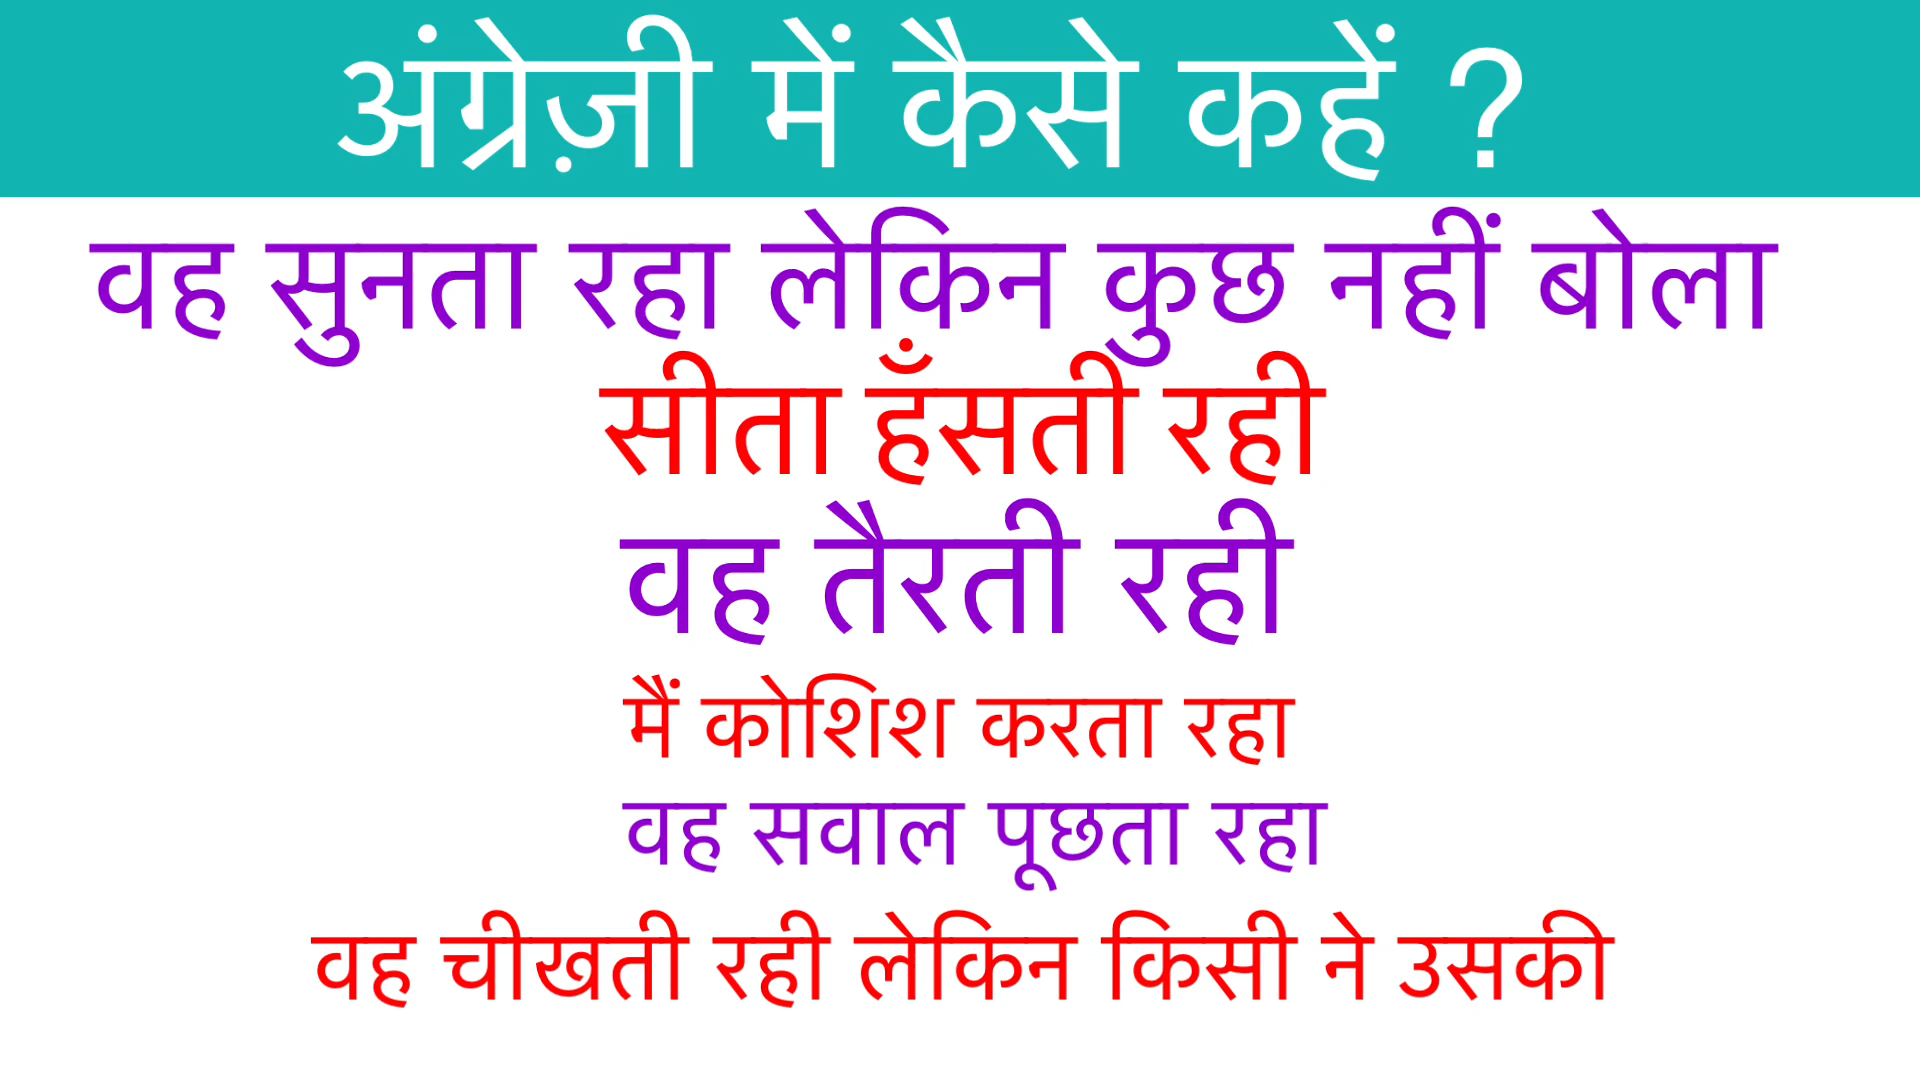 अंग्रेज़ी में कैसे कहें ?
वह सुनता रहा लेकिन कुछ नहीं बोला
सीता हँसती रही
वह तैरती रही
मैं कोशिश करता रहा
वह सवाल पूछता रहा
वह चीखती रही लेकिन किसी ने उसकी